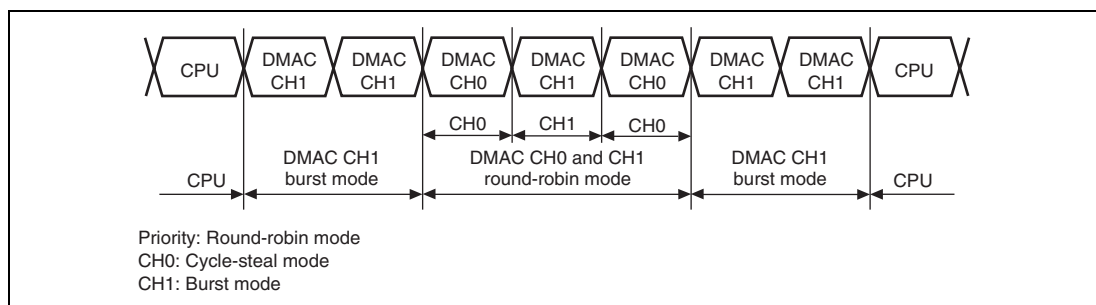 CPU DMAC CH1 DMAC CH1 DMAC CH0 DMAC CH1 DMAC CH0 DMAC CH1 DMAC CH1 CPU
CH0 CH1 CH0
CPU DMAC CH1 burst mode DMAC CH0 and CH1 round-robin mode DMAC CH1 burst mode CPU
Priority: Round-robin mode
CH0: Cycle-steal mode
CH1: Burst mode